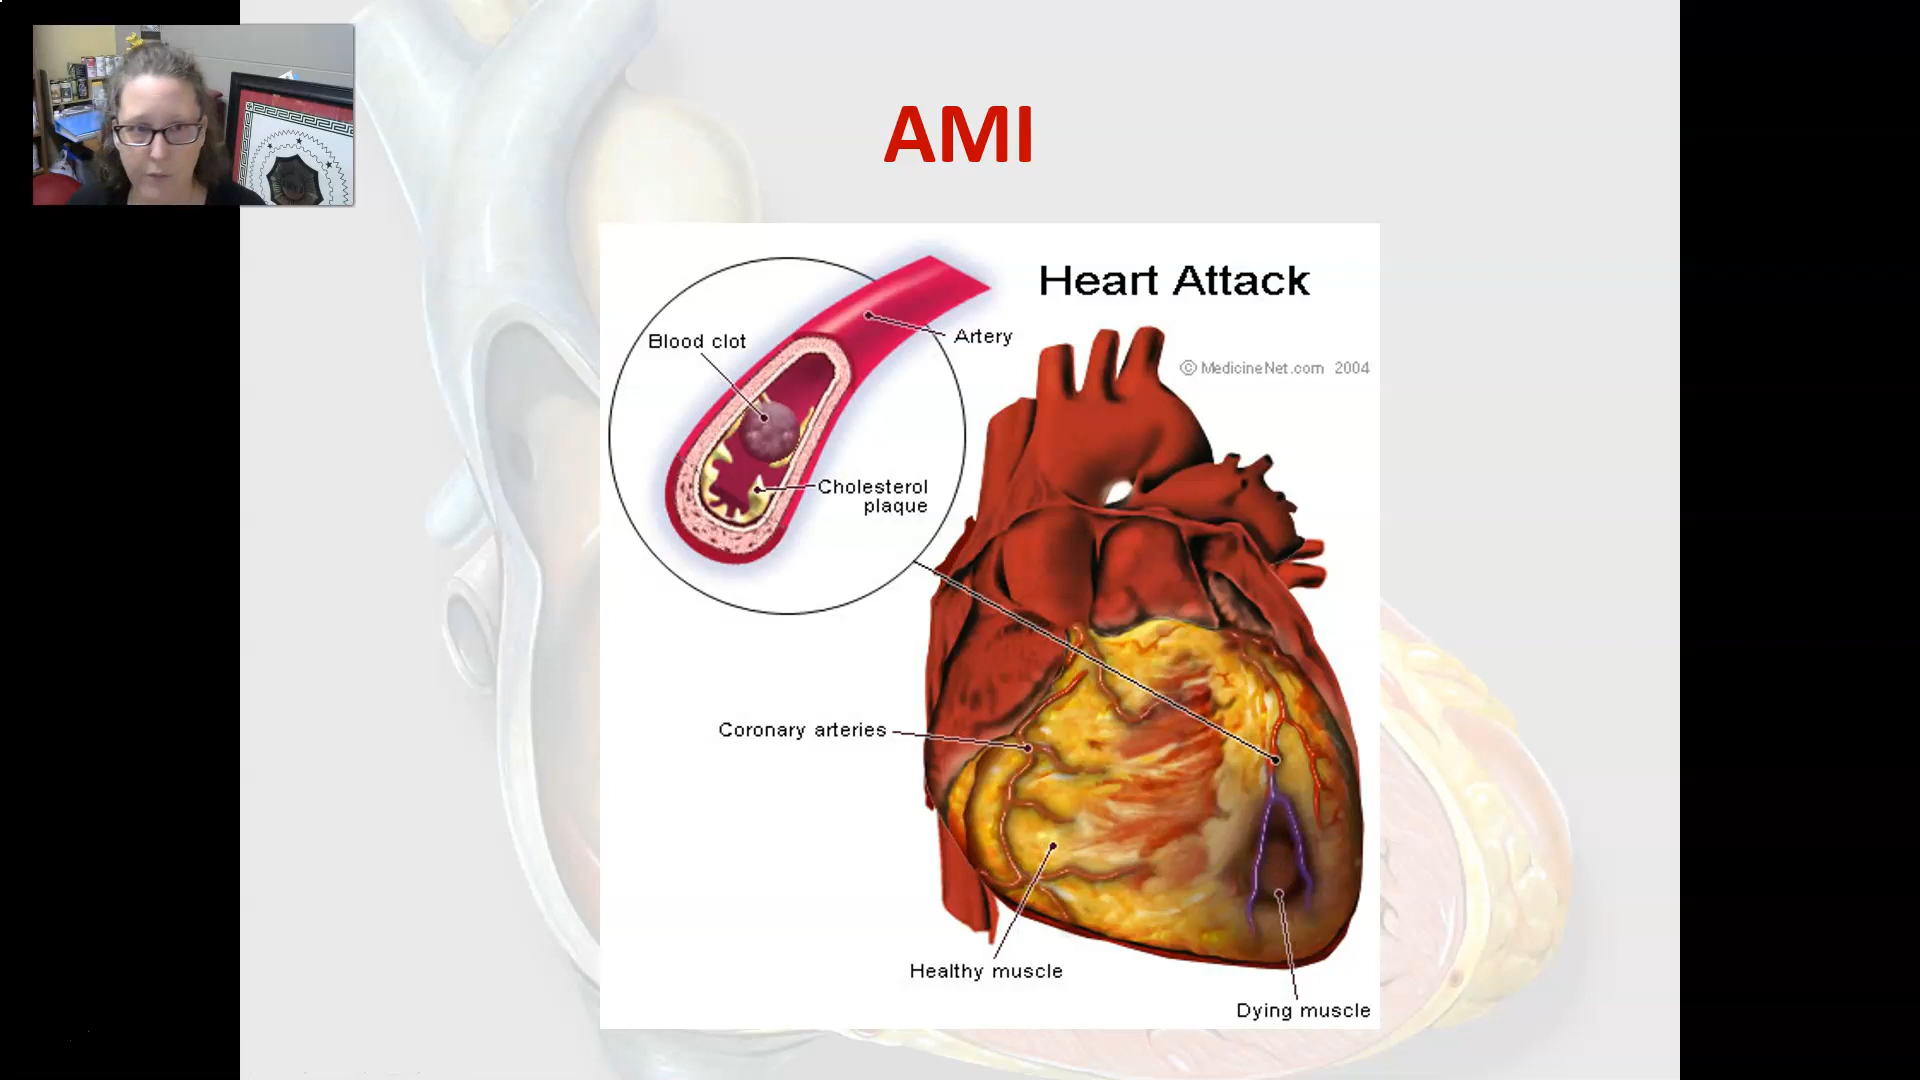 AMI
Heart Attack
Blood clot
Artery
© MedicineNet.com 2004
Cholesterol
plaque
Coronary arteries
Healthy muscle
Dying muscle